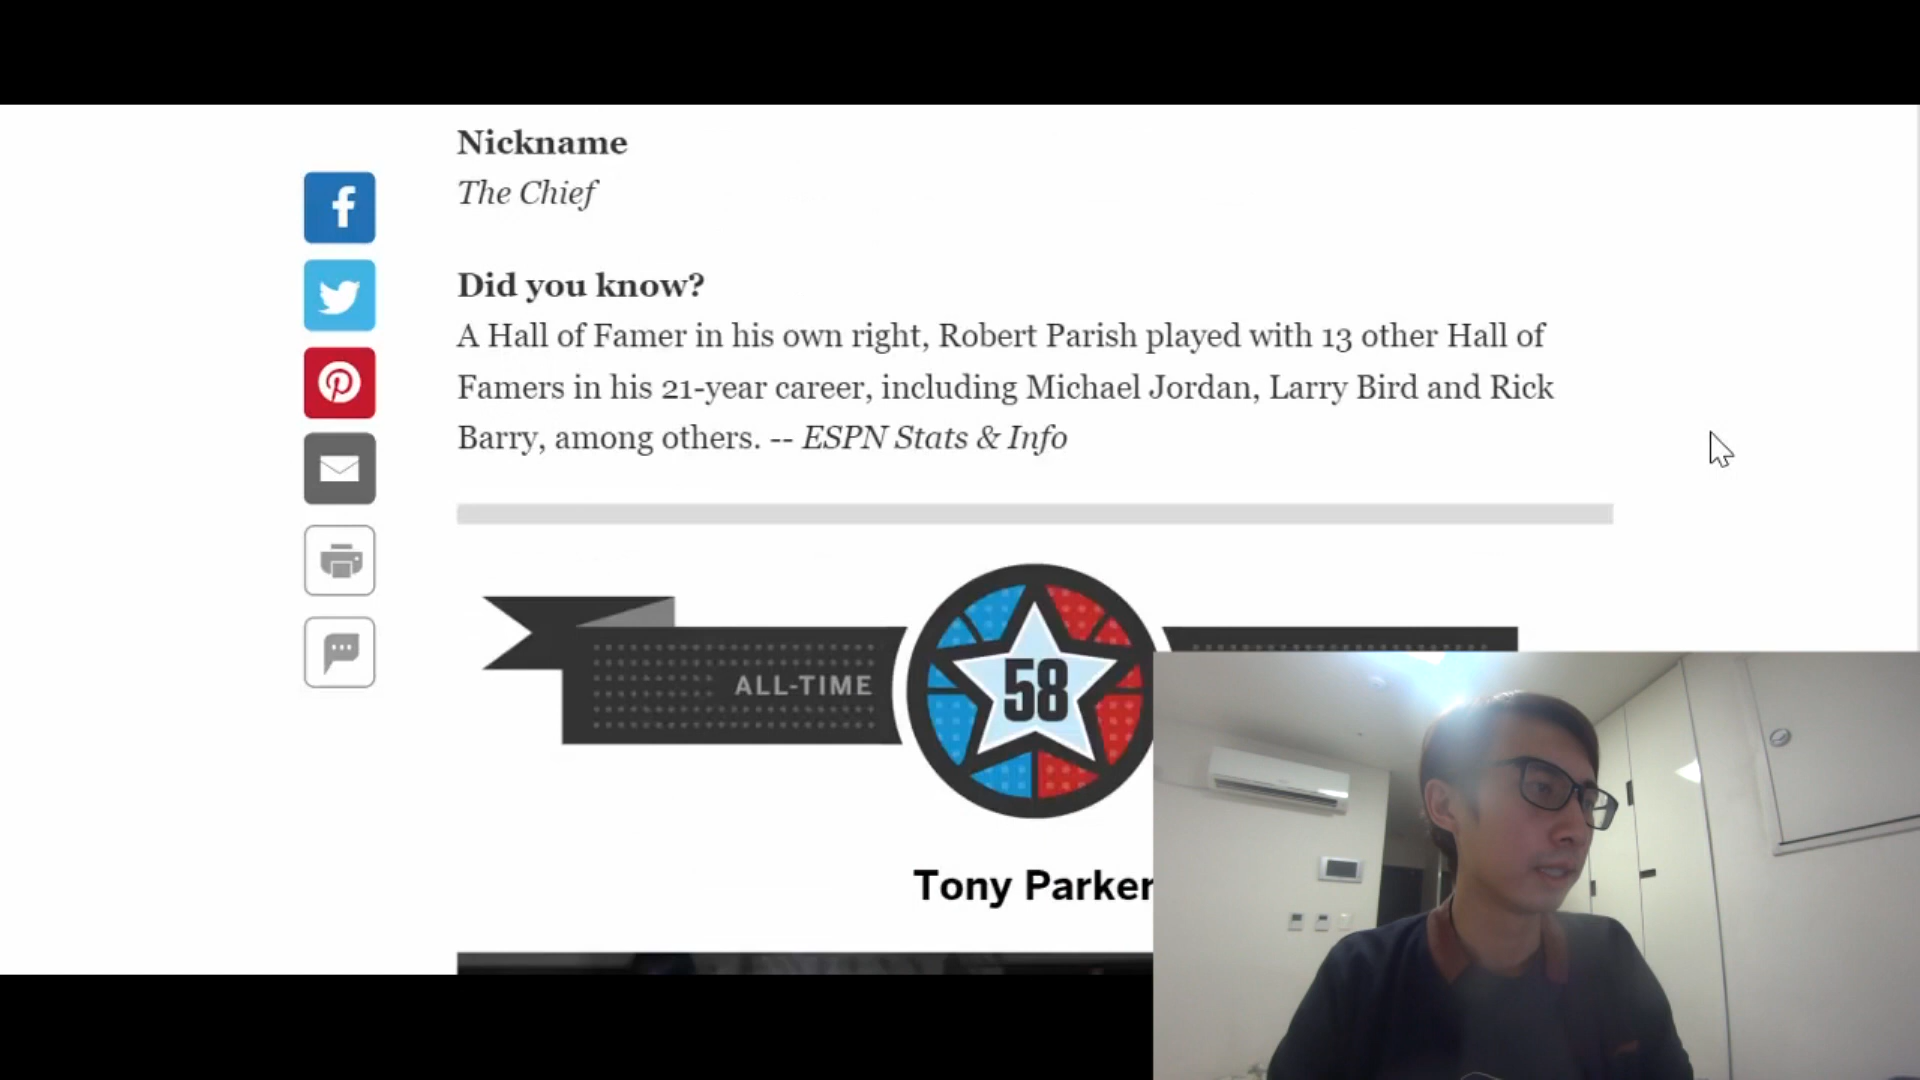 Nickname
The Chief
Did you know?
A Hall of Famer in his own right, Robert Parish played with 13 other Hall of
Famers in his 21-year career, including Michael Jordan, Larry Bird and Rick
Barry, among others. -- ESPN Stats & Info
ALL-TIME
58
Tony Parker